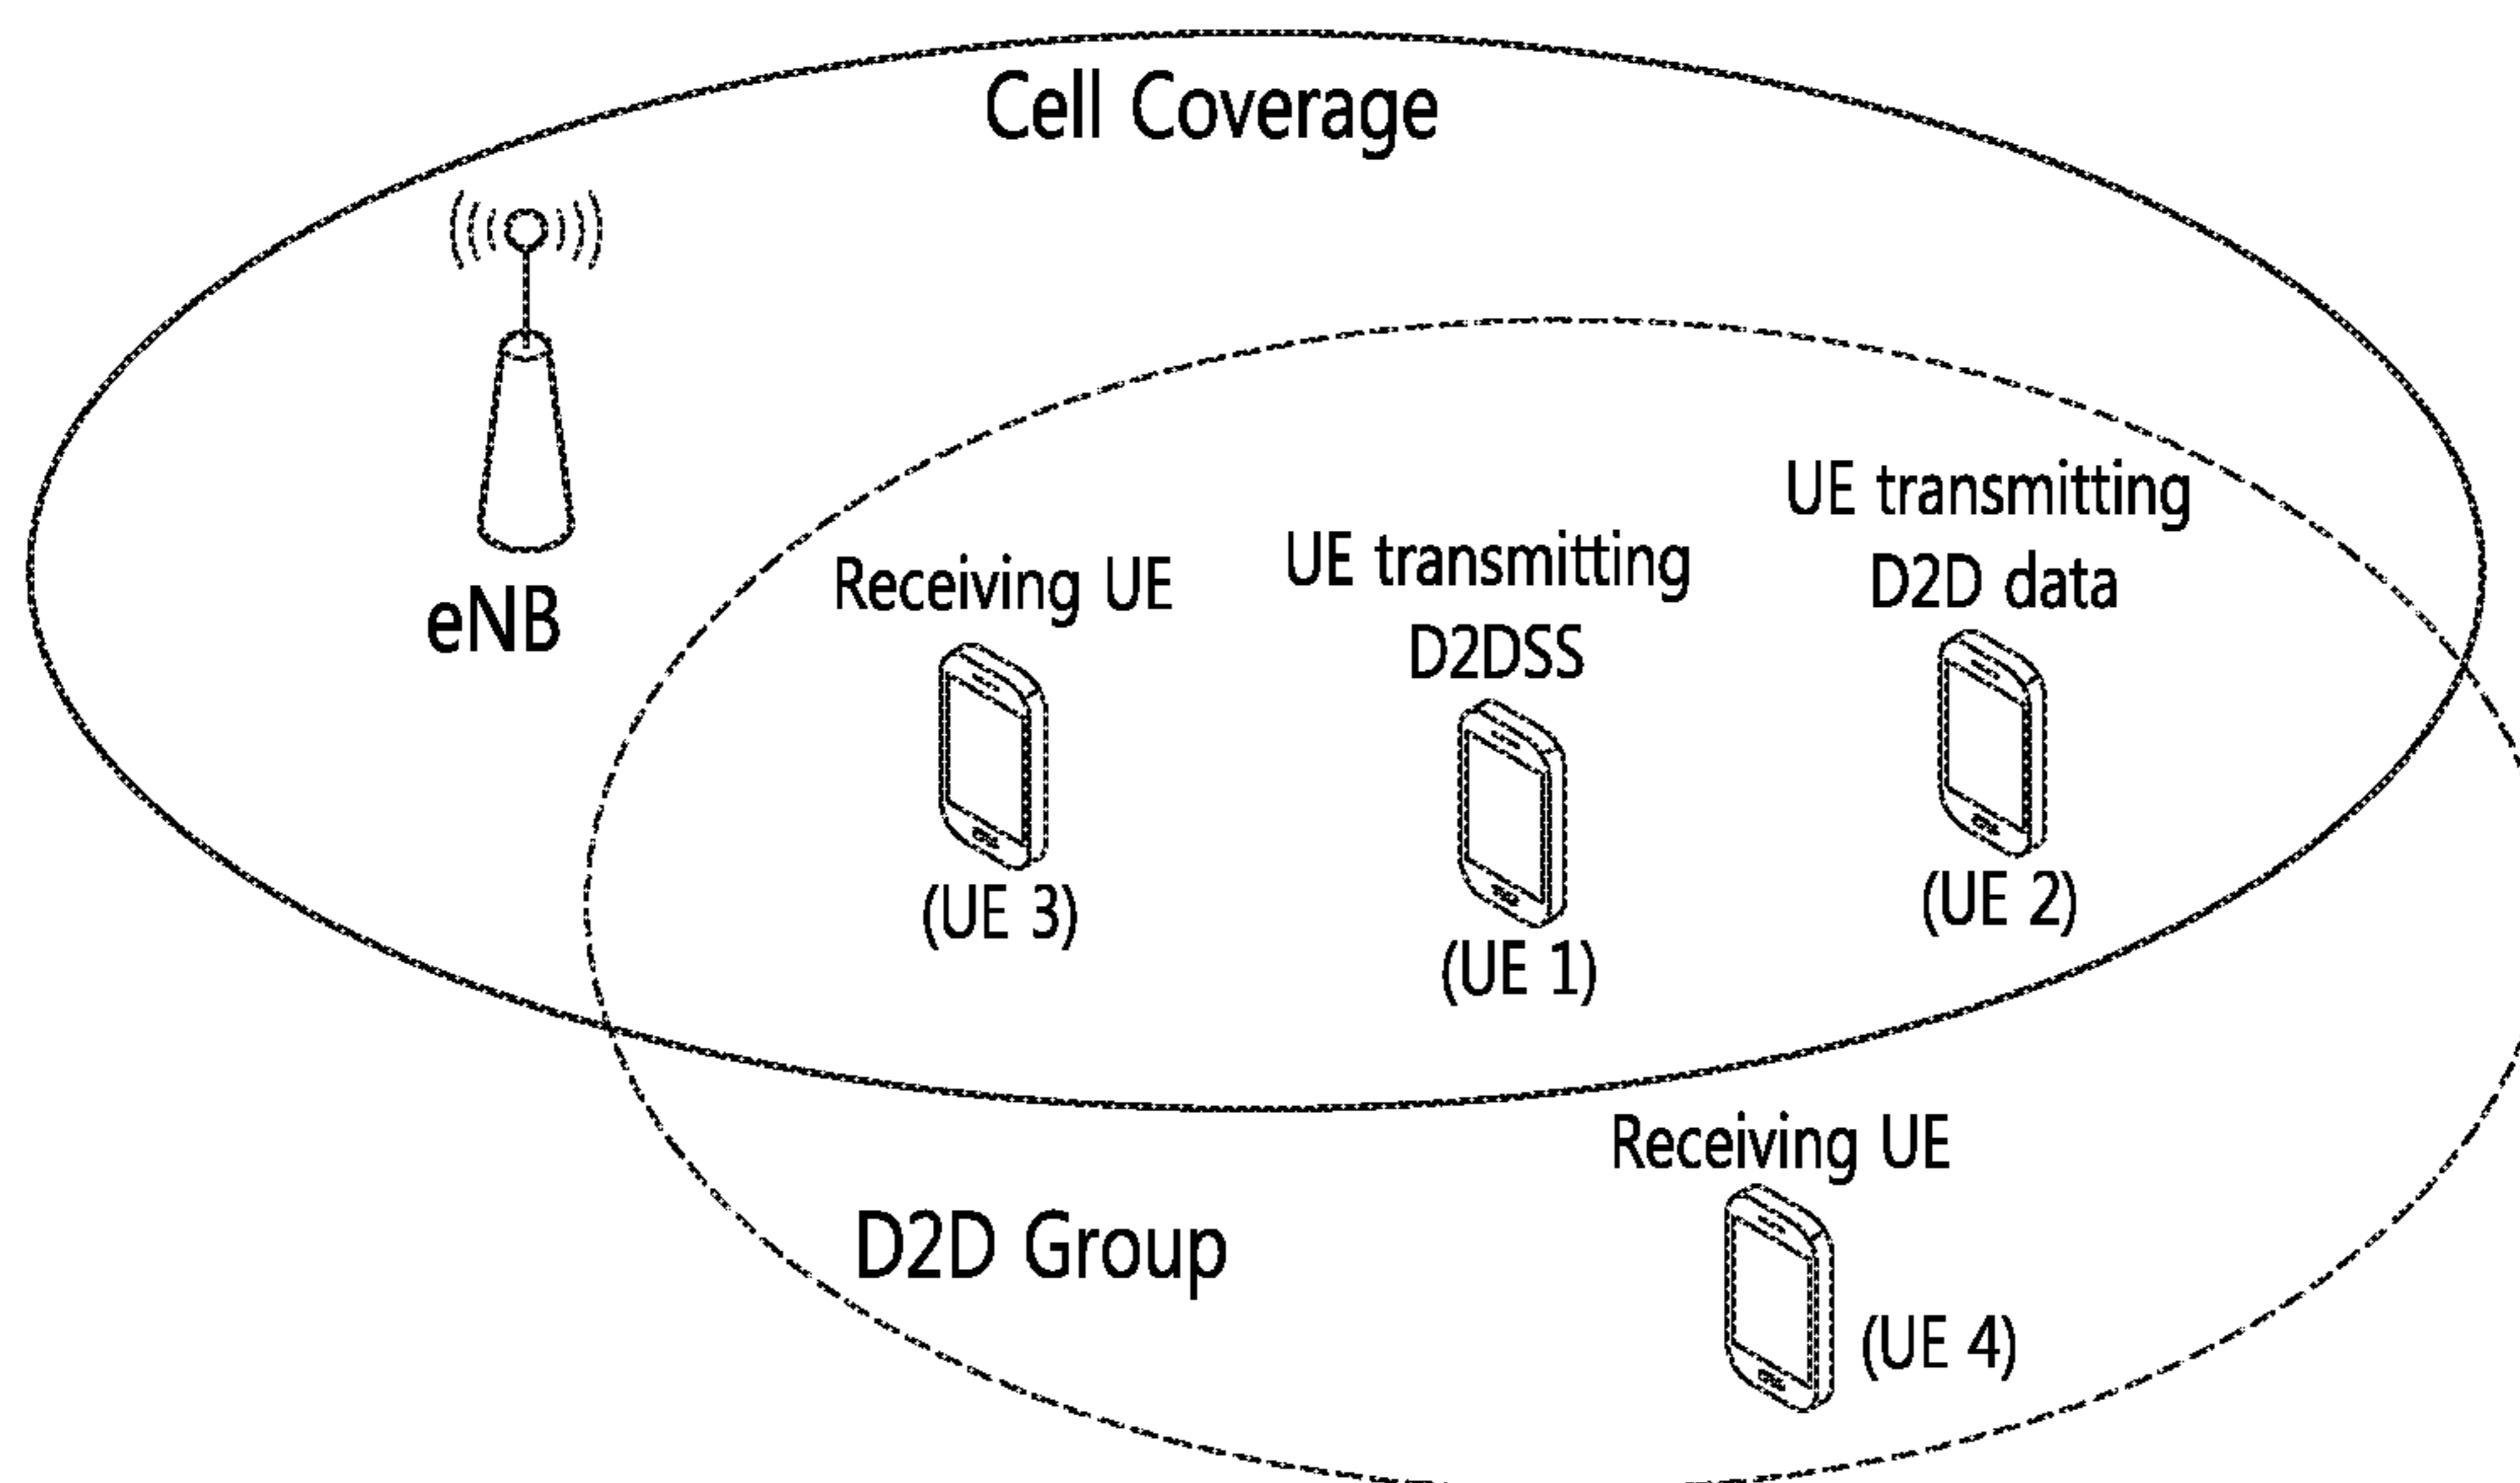 Cell Coverage
eNB
Receiving UE
(UE 3)
UE transmitting
D2DSS
(UE 1)
UE transmitting
D2D data
(UE 2)
D2D Group
Receiving UE
(UE 4)